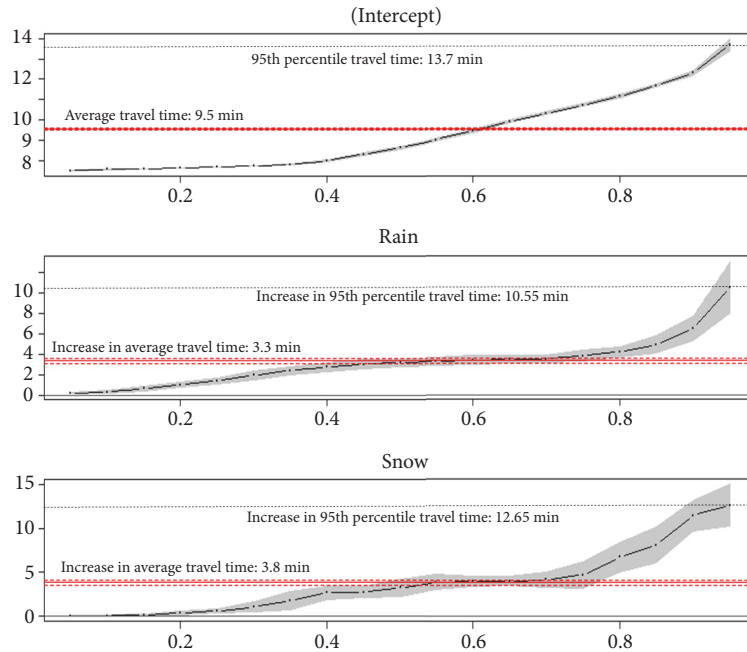 (Intercept)
14
95th percentile travel time: 13.7 min
Average travel time: 9.5 min
10
9
8
0.2 0.4 0.6 0.8
Rain
10
Increase in 95th percentile travel time: 10.55 min
Increase in average travel time: 3.3 min
4
2
0
0.2 0.4 0.6 0.8
Snow
15
10
Increase in 95th percentile travel time: 12.65 min
Increase in average travel time: 3.8 min
5
0
0.2 0.4 0.6 0.8